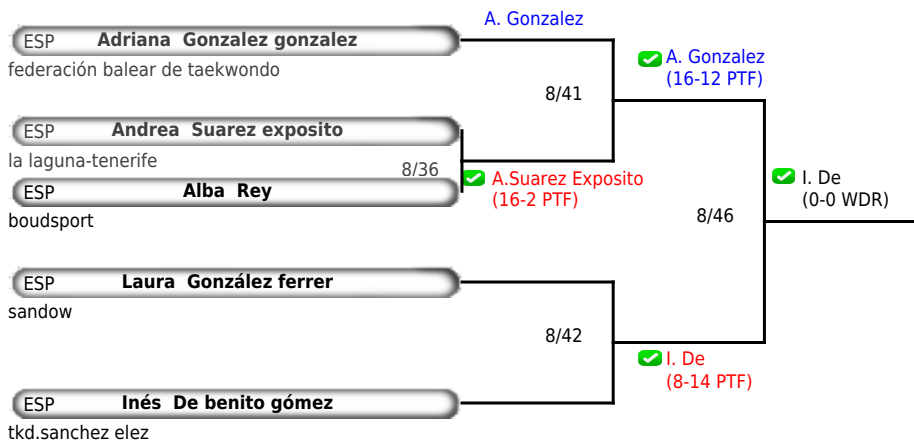 A. Gonzalez
ESP Adriana Gonzalez gonzalez
federación balear de taekwondo
A. Gonzalez
(16-12 PTF)
8/41
ESP Andrea Suarez exposito
la laguna-tenerife
8/36
A.Suarez Exposito
(16-2 PTF)
I. De
(0-0 WDR)
ESP Alba Rey
boudsport
8/46
ESP Laura González ferrer
sandow
8/42
I. De
(8-14 PTF)
ESP Inés De benito gómez
tkd.sanchez elez